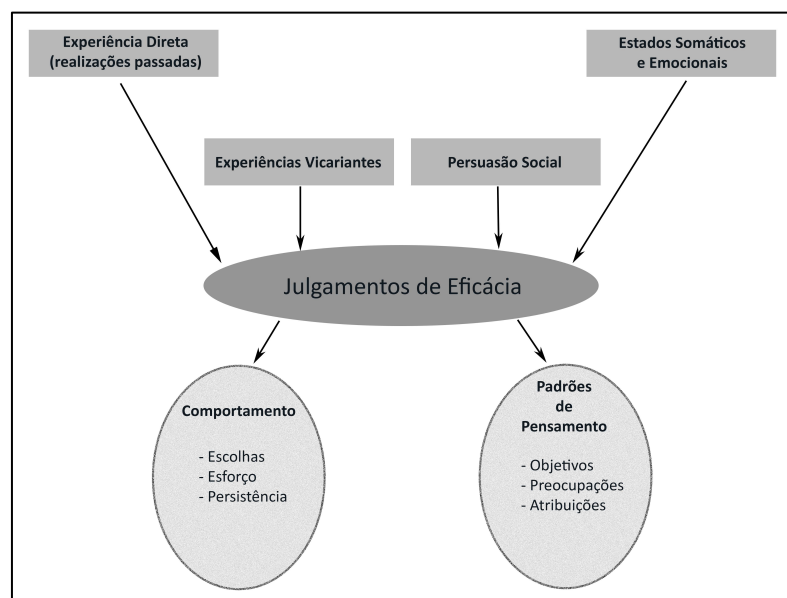 Experiência Direta
(realizações passadas)
Estados Somáticos
e Emocionais
Experiências Vicariantes
Persuasão Social
Julgamentos de Eficácia
Comportamento
- Escolhas
- Esforço
- Persistência
Padrões
de
Pensamento
- Objetivos
- Preocupações
- Atribuições